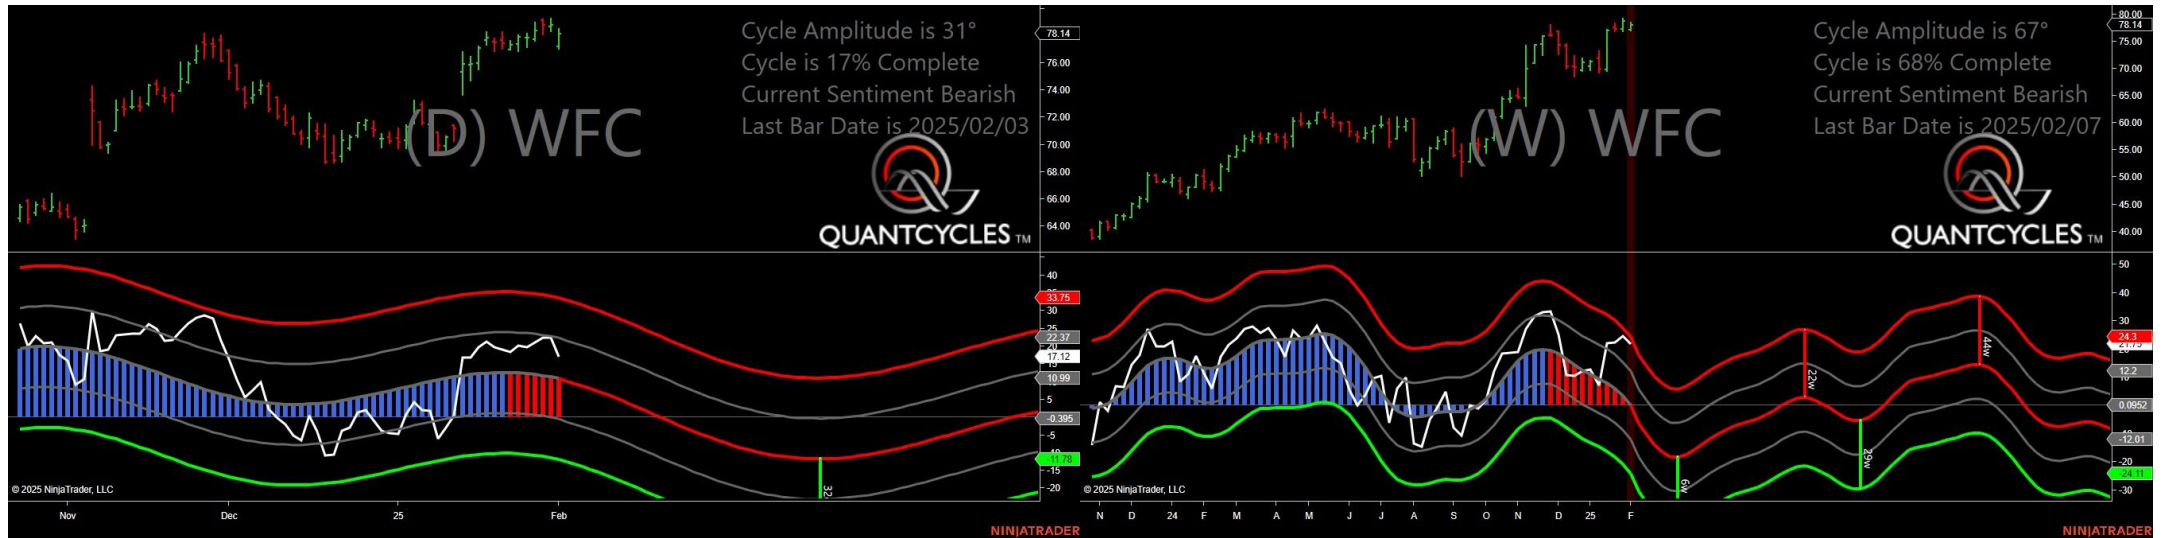 Cycle Amplitude is 31°
Cycle is 17% Complete
Current Sentiment Bearish
Last Bar Date is 2025/02/03
(D) WFC
QUANTCYCLES TM
78.14
76.00
74.00
72.00
70.00
68.00
66.00
64.00
40
33.75
30
25
22.37
17.12
10.99
5
-0.395
-5
-11.78
-15
-20
32
© 2025 NinjaTrader, LLC
Nov
Dec
25
Feb
NINJATRADER
Cycle Amplitude is 67°
Cycle is 68% Complete
Current Sentiment Bearish
Last Bar Date is 2025/02/07
(W) WFC
QUANTCYCLES TM
80.00
78.14
75.00
70.00
65.00
60.00
55.00
50.00
45.00
40.00
50
40
30
24.3
21.75
12.2
0.0952
-12.01
-20
-24.11
-30
6w
22w
29w
44w
© 2025 NinjaTrader, LLC
N D 24 F M A M J J A S O N D 25 F
NINJATRADER